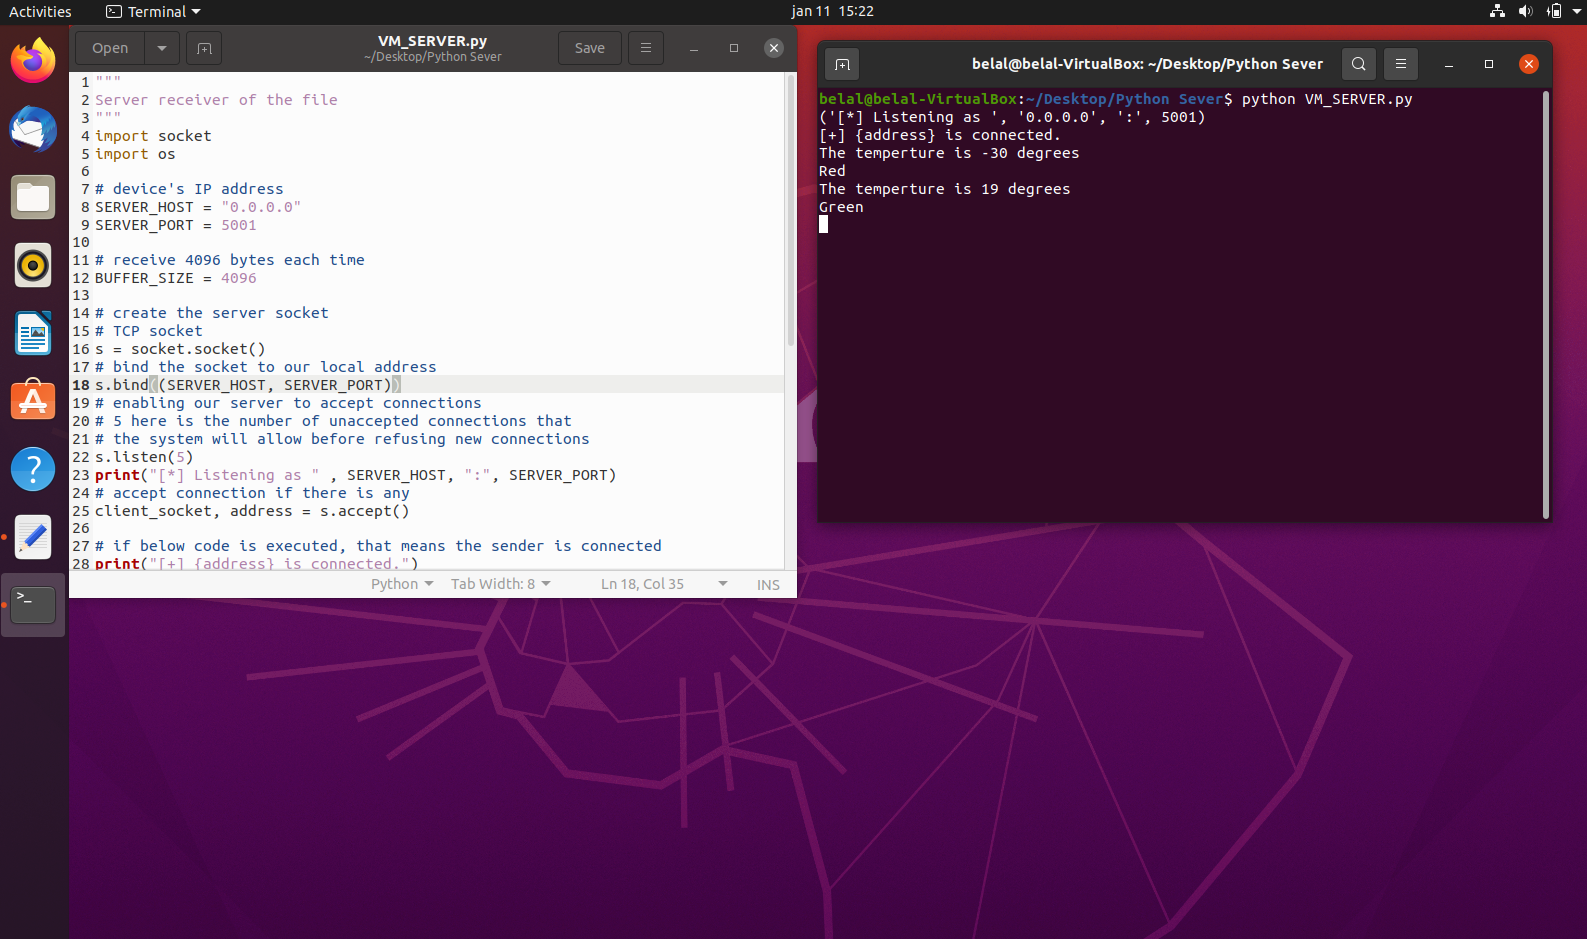 Activities
Terminal
jan 11 15:22
Open
VM_SERVER.py
~/Desktop/Python Sever
Save
1 """
2 Server receiver of the file
3 """
4 import socket
5 import os
6
7 # device's IP address
8 SERVER_HOST = "0.0.0.0"
9 SERVER_PORT = 5001
10
11 # receive 4096 bytes each time
12 BUFFER_SIZE = 4096
13
14 # create the server socket
15 # TCP socket
16 s = socket.socket()
17 # bind the socket to our local address
18 s.bind((SERVER_HOST, SERVER_PORT))
19 # enabling our server to accept connections
20 # 5 here is the number of unaccepted connections that
21 # the system will allow before refusing new connections
22 s.listen(5)
23 print("[*] Listening as " , SERVER_HOST, ":", SERVER_PORT)
24 # accept connection if there is any
25 client_socket, address = s.accept()
26
27 # if below code is executed, that means the sender is connected
28 print("[+] {address} is connected.")
Python
Tab Width: 8
Ln 18, Col 35
INS
belal@belal-VirtualBox: ~/Desktop/Python Sever
belal@belal-VirtualBox:~/Desktop/Python Sever$ python VM_SERVER.py
('[*] Listening as ', '0.0.0.0', ':', 5001)
[+] {address} is connected.
The temperture is -30 degrees
Red
The temperture is 19 degrees
Green